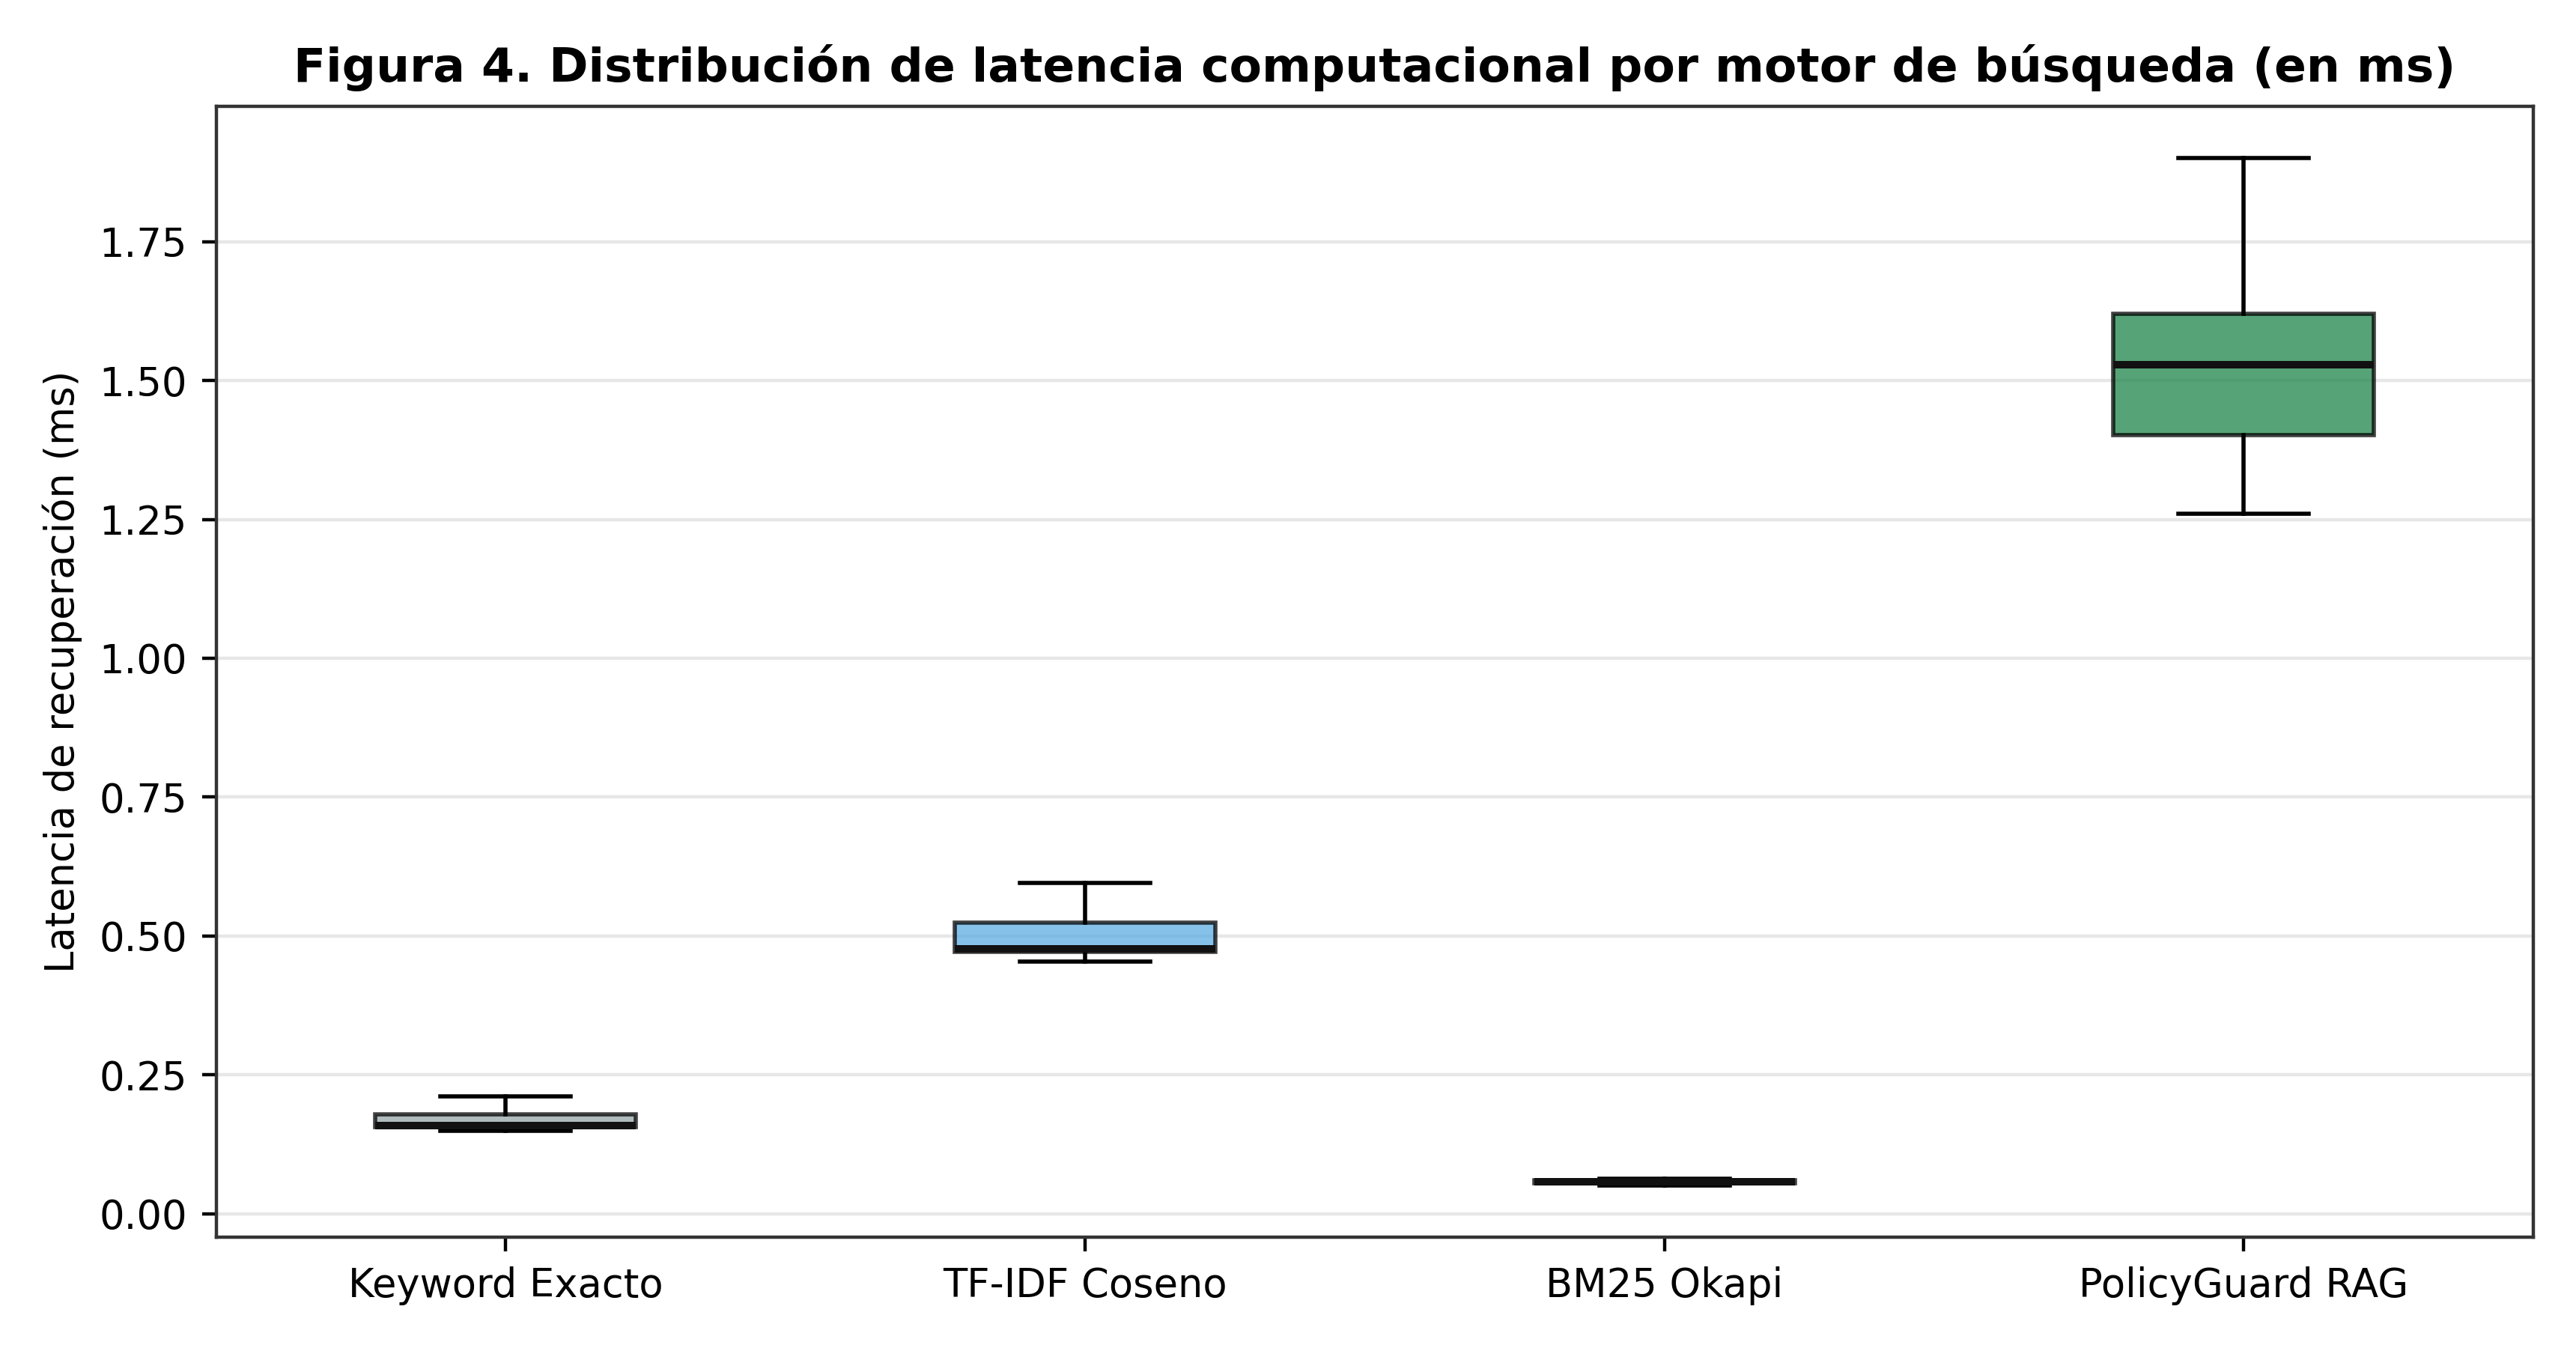 Figura 4. Distribución de latencia computacional por motor de búsqueda (en ms)
Latencia de recuperación (ms)
1.75
1.50
1.25
1.00
0.75
0.50
0.25
0.00
Keyword Exacto
TF-IDF Coseno
BM25 Okapi
PolicyGuard RAG